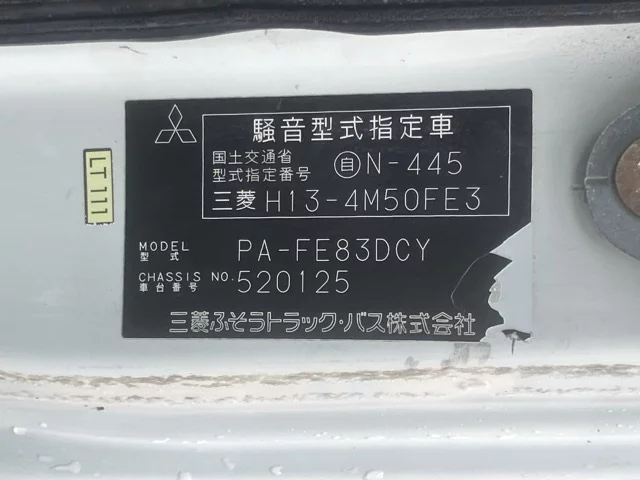 騒音型式指定車
国土交通省
型式指定番号 自N-445
三菱 H13-4M50FE3
MODEL
型式 PA-FE83DCY
CHASSIS NO.
車台番号 520125
三菱ふそうトラック・バス株式会社
LT111